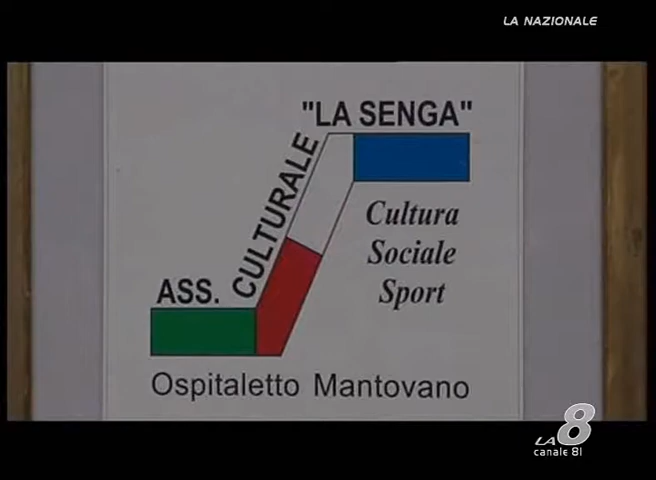 LA NAZIONALE
"LA SENGA"
ASS. CULTURALE
Cultura
Sociale
Sport
Ospitaletto Mantovano
LA 8
canale 81